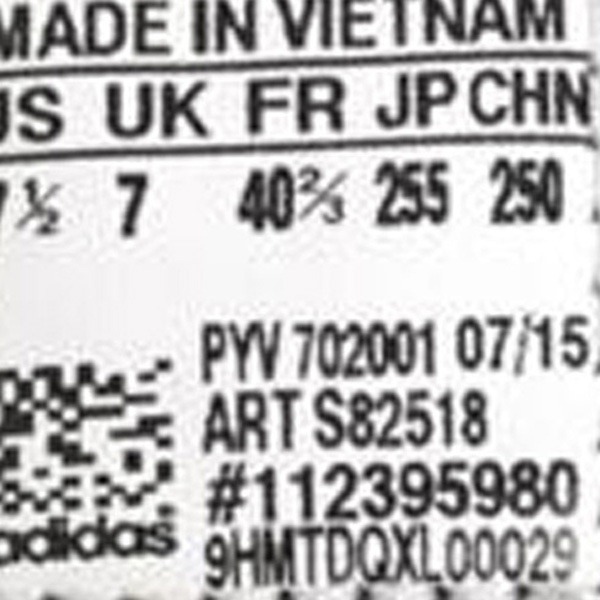 MADE IN VIETNAM
US UK FR JP CHN
7½ 7 40⅔ 255 250
PYV 702001 07/15
ART S82518
#112395980
adidas
9HMTDQXL00029